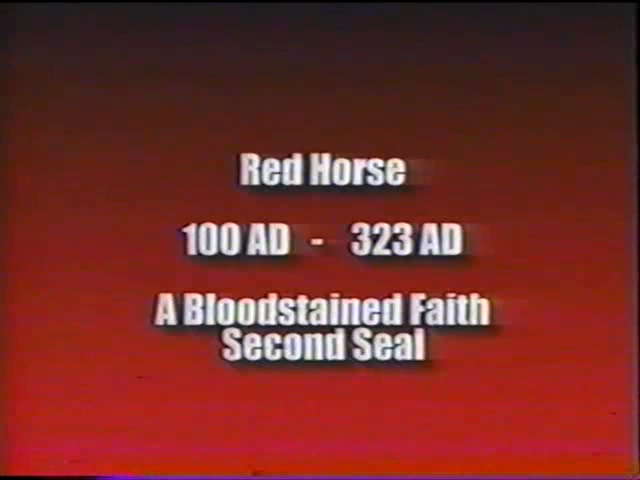 Red Horse
100 AD - 323 AD
A Bloodstained Faith
Second Seal